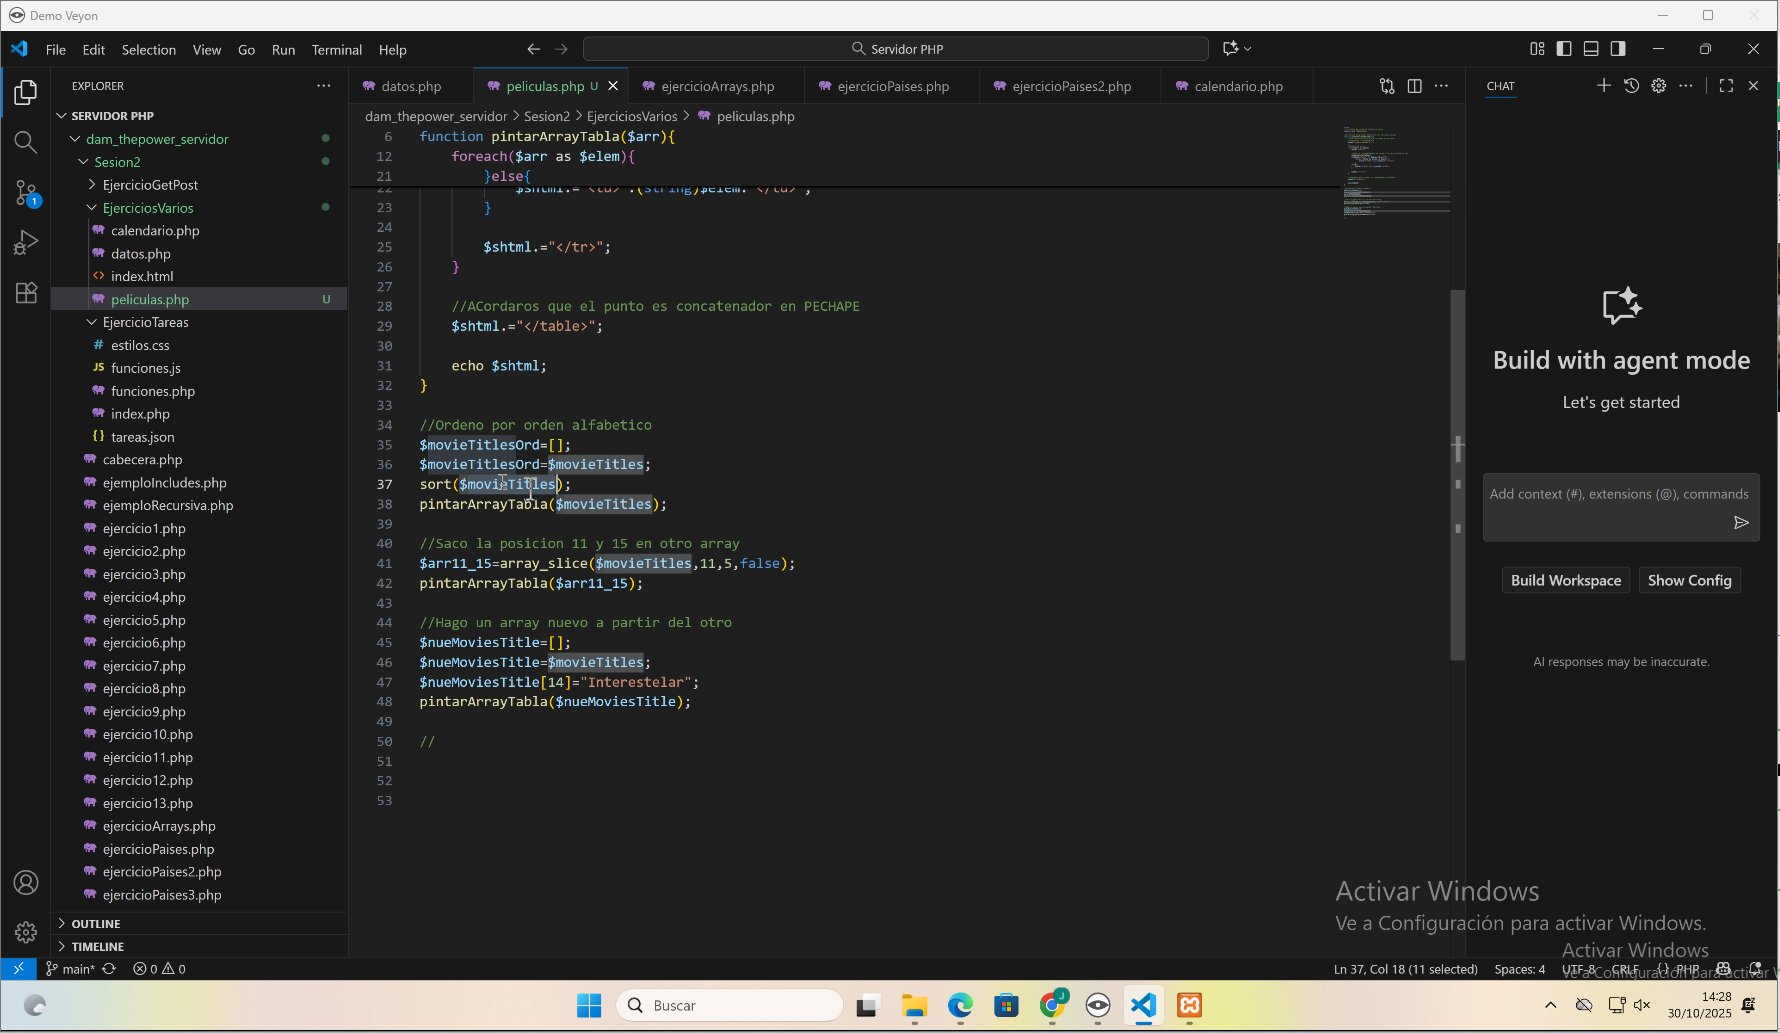 Demo Veyon
File Edit Selection View Go Run Terminal Help
Servidor PHP
EXPLORER
SERVIDOR PHP
dam_thepower_servidor
Sesion2
EjercicioGetPost
EjerciciosVarios
calendario.php
datos.php
index.html
peliculas.php U
EjercicioTareas
estilos.css
funciones.js
funciones.php
index.php
tareas.json
cabecera.php
ejemploIncludes.php
ejemploRecursiva.php
ejercicio1.php
ejercicio2.php
ejercicio3.php
ejercicio4.php
ejercicio5.php
ejercicio6.php
ejercicio7.php
ejercicio8.php
ejercicio9.php
ejercicio10.php
ejercicio11.php
ejercicio12.php
ejercicio13.php
ejercicioArrays.php
ejercicioPaises.php
ejercicioPaises2.php
ejercicioPaises3.php
OUTLINE
TIMELINE
datos.php peliculas.php U ejercicioArrays.php ejercicioPaises.php ejercicioPaises2.php calendario.php
dam_thepower_servidor > Sesion2 > EjerciciosVarios > peliculas.php
6 function pintarArrayTabla($arr){
12 foreach($arr as $elem){
21 }else{
22 $shtml.="<td>".(string)$elem."</td>";
23 }
24
25 $shtml.="</tr>";
26 }
27
28 //ACordaros que el punto es concatenador en PECHAPE
29 $shtml.="</table>";
30
31 echo $shtml;
32 }
33
34 //Ordeno por orden alfabetico
35 $movieTitlesOrd=[];
36 $movieTitlesOrd=$movieTitles;
37 sort($movieTitles);
38 pintarArrayTabla($movieTitles);
39
40 //Saco la posicion 11 y 15 en otro array
41 $arr11_15=array_slice($movieTitles,11,5,false);
42 pintarArrayTabla($arr11_15);
43
44 //Hago un array nuevo a partir del otro
45 $nueMoviesTitle=[];
46 $nueMoviesTitle=$movieTitles;
47 $nueMoviesTitle[14]="Interestelar";
48 pintarArrayTabla($nueMoviesTitle);
49
50 //
51
52
53
CHAT
Build with agent mode
Let's get started
Add context (#), extensions (@), commands
Build Workspace Show Config
AI responses may be inaccurate.
Activar Windows
Ve a Configuración para activar Windows.
Activar Windows
Ve a Configuración para activar
1
main* 0 0
Ln 37, Col 18 (11 selected) Spaces: 4 UTF-8 CRLF {} PHP
Buscar
14:28
30/10/2025